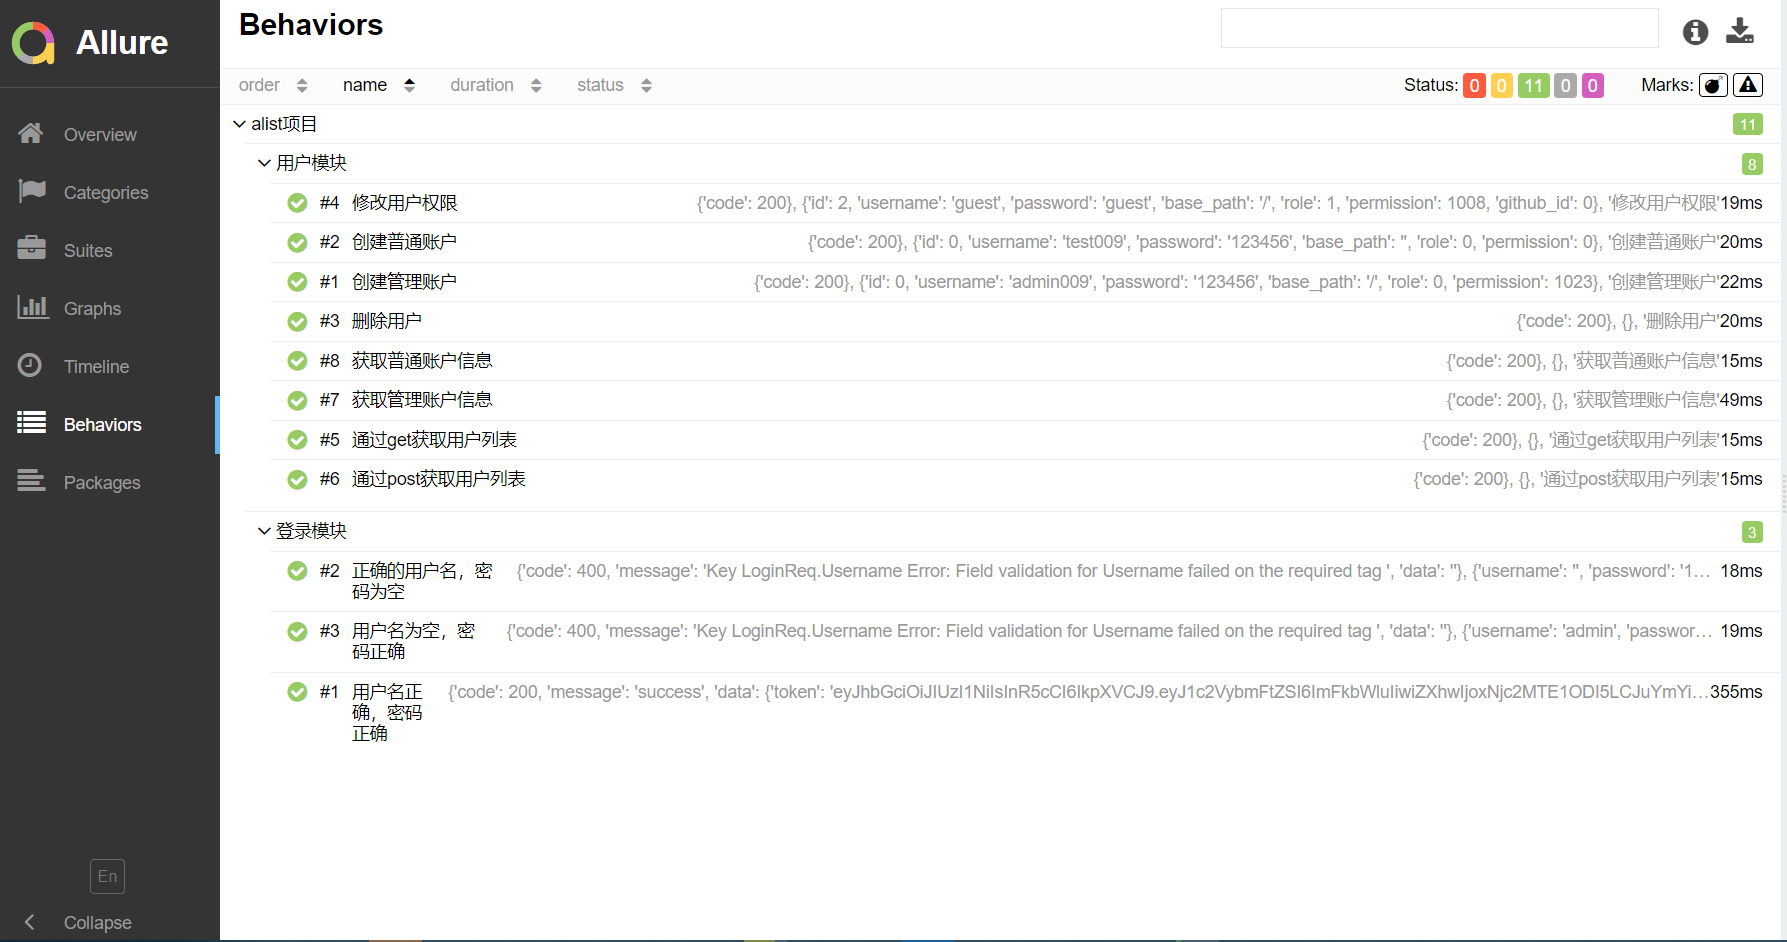 Allure
Overview
Categories
Suites
Graphs
Timeline
Behaviors
Packages
En
Collapse
Behaviors
order name duration status Status: 0 0 11 0 0 Marks:
alist项目 11
用户模块 8
#4 修改用户权限 {'code': 200}, {'id': 2, 'username': 'guest', 'password': 'guest', 'base_path': '/', 'role': 1, 'permission': 1008, 'github_id': 0}, '修改用户权限' 19ms
#2 创建普通账户 {'code': 200}, {'id': 0, 'username': 'test009', 'password': '123456', 'base_path': '', 'role': 0, 'permission': 0}, '创建普通账户' 20ms
#1 创建管理账户 {'code': 200}, {'id': 0, 'username': 'admin009', 'password': '123456', 'base_path': '/', 'role': 0, 'permission': 1023}, '创建管理账户' 22ms
#3 删除用户 {'code': 200}, {}, '删除用户' 20ms
#8 获取普通账户信息 {'code': 200}, {}, '获取普通账户信息' 15ms
#7 获取管理账户信息 {'code': 200}, {}, '获取管理账户信息' 49ms
#5 通过get获取用户列表 {'code': 200}, {}, '通过get获取用户列表' 15ms
#6 通过post获取用户列表 {'code': 200}, {}, '通过post获取用户列表' 15ms
登录模块 3
#2 正确的用户名，密 {'code': 400, 'message': 'Key LoginReq.Username Error: Field validation for Username failed on the required tag ', 'data': ''}, {'username': '', 'password': '1... 18ms
码为空
#3 用户名为空，密 {'code': 400, 'message': 'Key LoginReq.Username Error: Field validation for Username failed on the required tag ', 'data': ''}, {'username': 'admin', 'passwor... 19ms
码正确
#1 用户名正 {'code': 200, 'message': 'success', 'data': {'token': 'eyJhbGciOiJIUzI1NiIsInR5cCI6IkpXVCJ9.eyJ1c2VybmFtZSI6ImFkbWluIiwiZXhwIjoxNjc2MTE1ODI5LCJuYmYi... 355ms
确，密码
正确